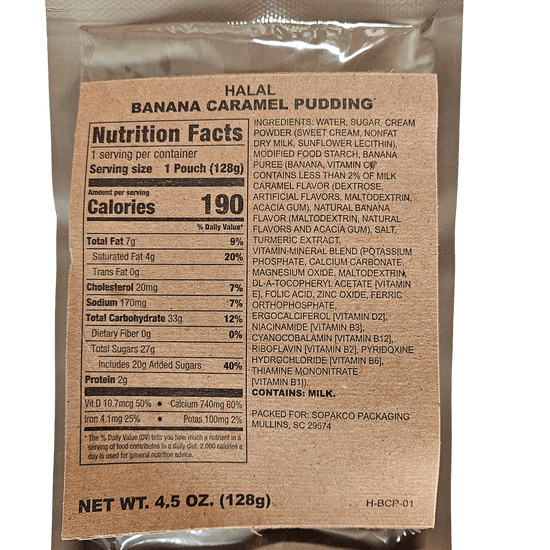 HALAL
BANANA CARAMEL PUDDING
Nutrition Facts
1 serving per container
Serving size 1 Pouch (128g)
Amount per serving
Calories 190
% Daily Value*
Total Fat 7g 9%
Saturated Fat 4g 20%
Trans Fat 0g
Cholesterol 20mg 7%
Sodium 170mg 7%
Total Carbohydrate 33g 12%
Dietary Fiber 0g 0%
Total Sugars 27g
Includes 20g Added Sugars 40%
Protein 2g
Vit D 10.7mcg 50% • Calcium 740mg 60%
Iron 4.1mg 25% • Potas 100mg 2%
* The % Daily Value (DV) tells you how much a nutrient in a
serving of food contributes to a daily diet. 2,000 calories a
day is used for general nutrition advice.
INGREDIENTS: WATER, SUGAR, CREAM
POWDER (SWEET CREAM, NONFAT
DRY MILK, SUNFLOWER LECITHIN),
MODIFIED FOOD STARCH, BANANA
PUREE (BANANA, VITAMIN C)
CONTAINS LESS THAN 2% OF MILK
CARAMEL FLAVOR (DEXTROSE,
ARTIFICIAL FLAVORS, MALTODEXTRIN,
ACACIA GUM), NATURAL BANANA
FLAVOR (MALTODEXTRIN, NATURAL
FLAVORS AND ACACIA GUM), SALT,
TURMERIC EXTRACT,
VITAMIN-MINERAL BLEND (POTASSIUM
PHOSPHATE, CALCIUM CARBONATE,
MAGNESIUM OXIDE, MALTODEXTRIN,
DL-A-TOCOPHERYL ACETATE [VITAMIN
E], FOLIC ACID, ZINC OXIDE, FERRIC
ORTHOPHOSPHATE,
ERGOCALCIFEROL [VITAMIN D2],
NIACINAMIDE [VITAMIN B3],
CYANOCOBALAMIN [VITAMIN B12],
RIBOFLAVIN [VITAMIN B2], PYRIDOXINE
HYDROCHLORIDE [VITAMIN B6],
THIAMINE MONONITRATE
[VITAMIN B1]).
CONTAINS: MILK.
PACKED FOR: SOPAKCO PACKAGING
MULLINS, SC 29574
NET WT. 4.5 OZ. (128g)
H-BCP-01